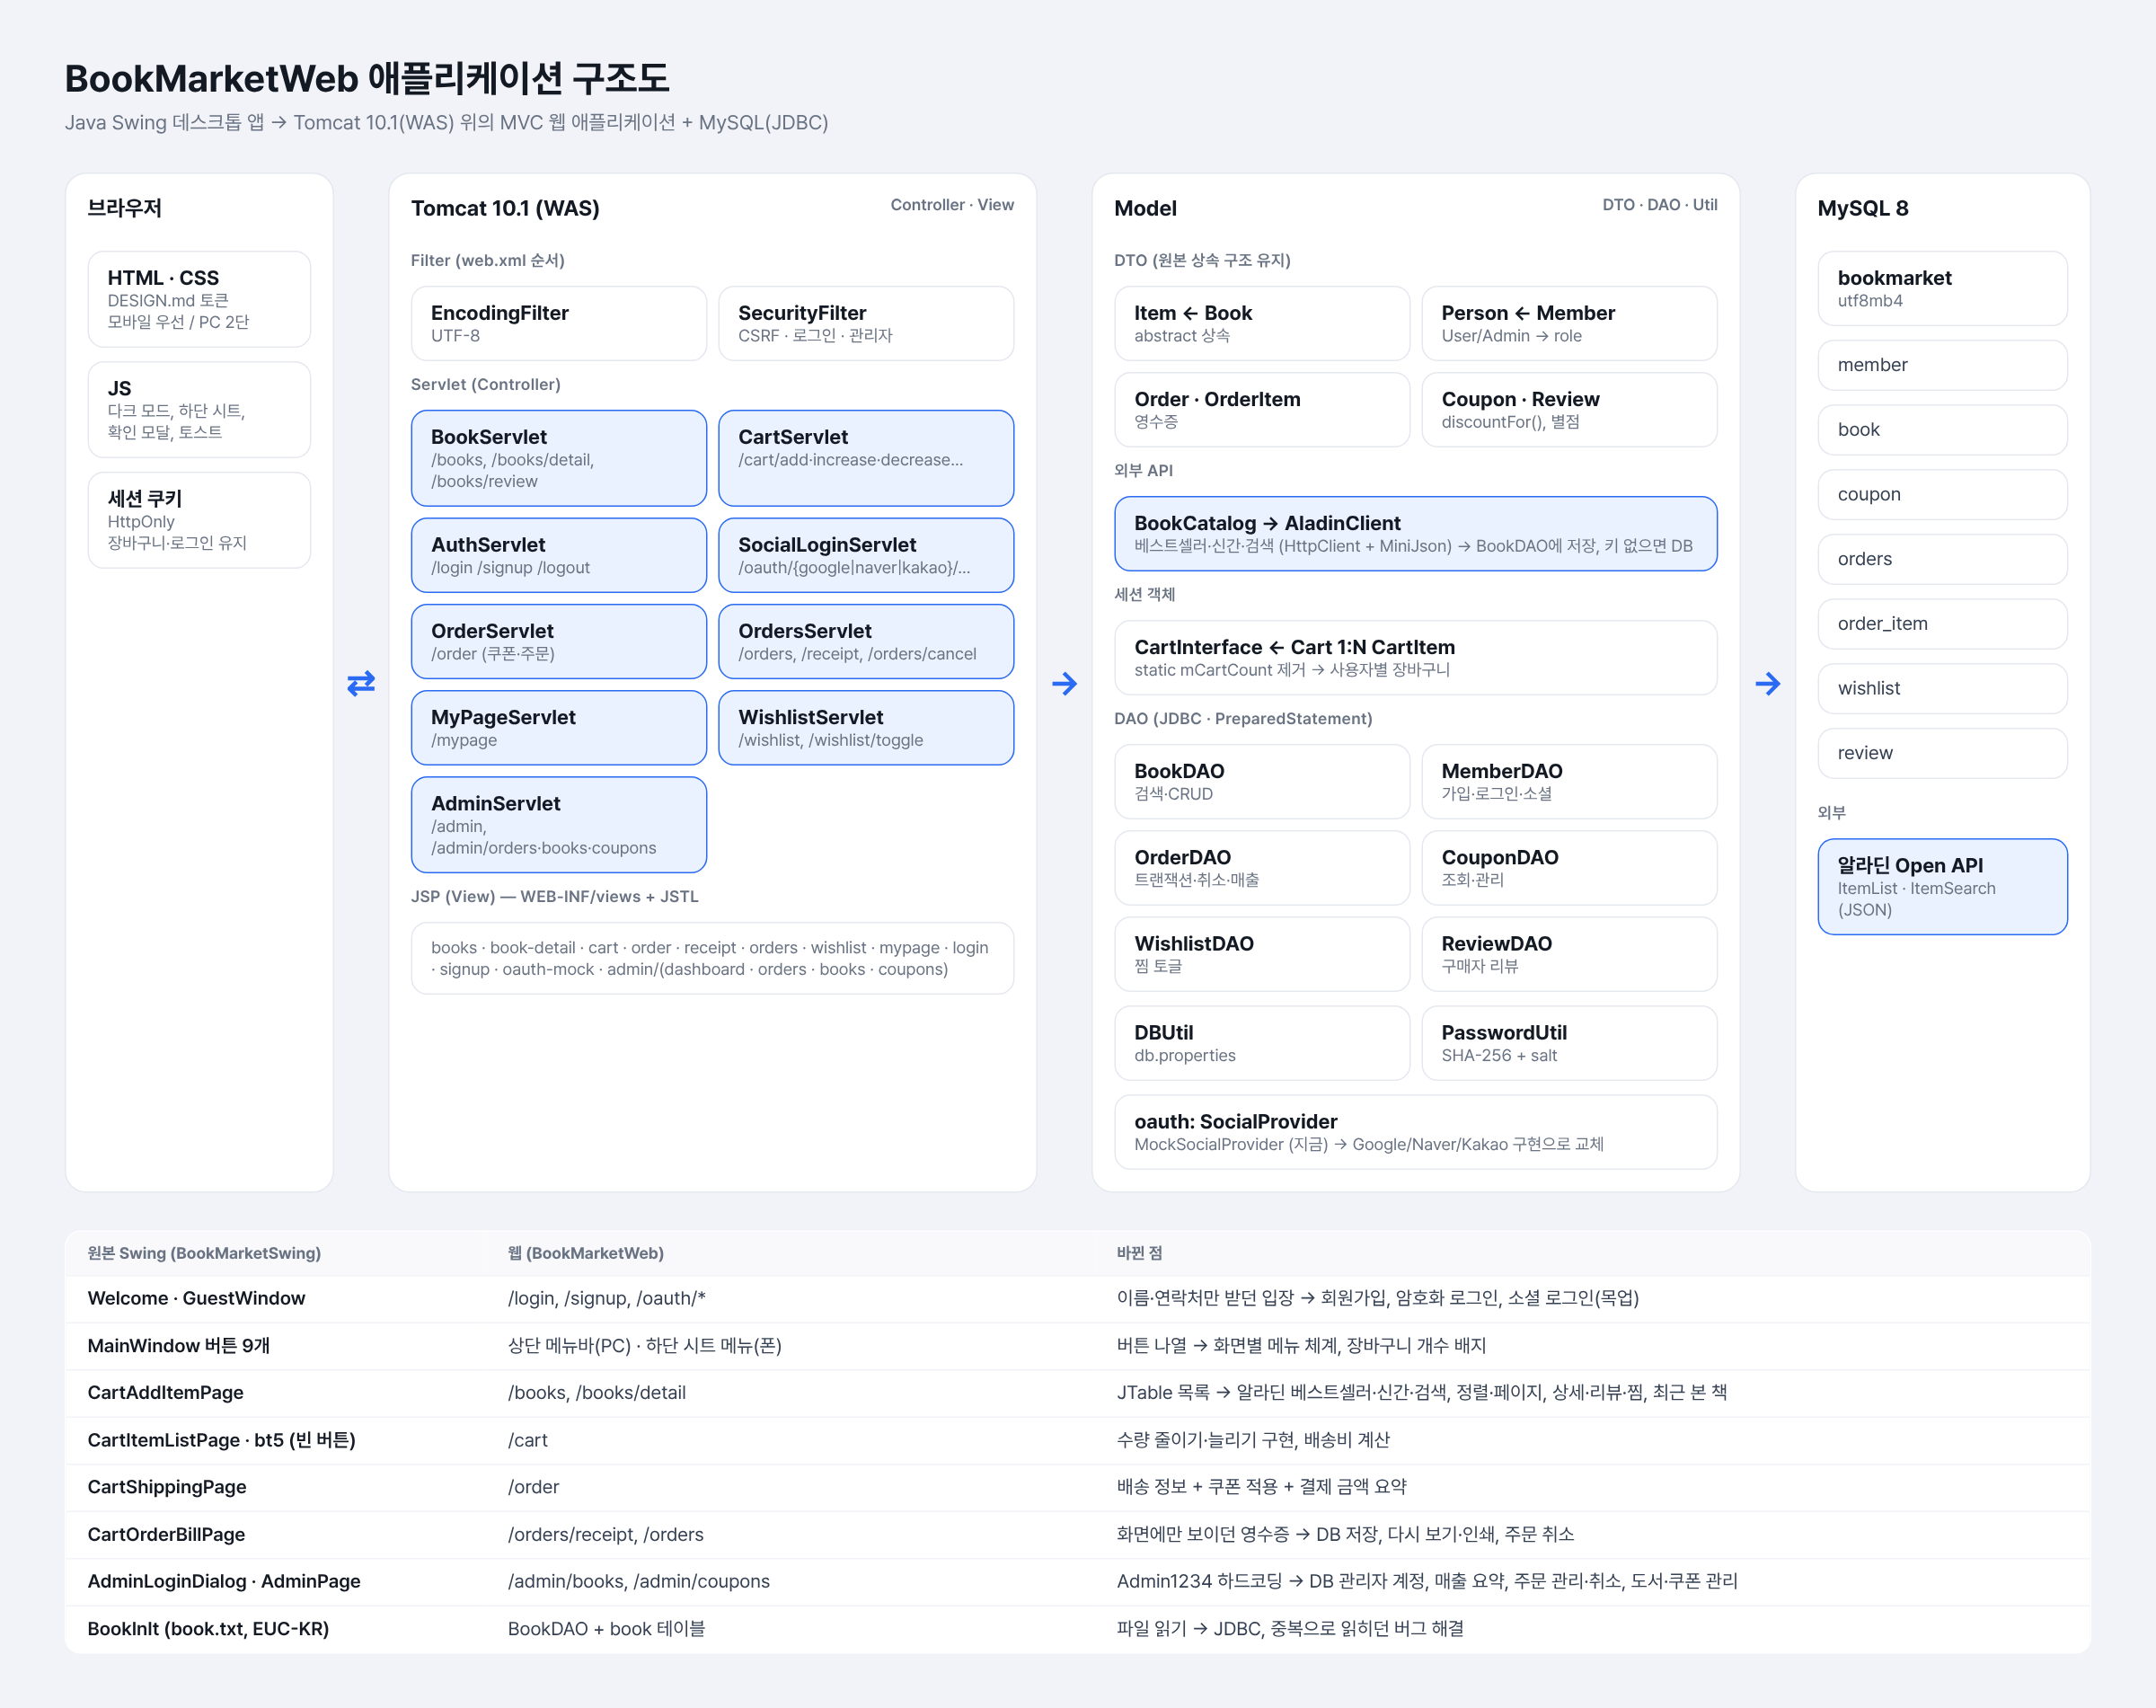 BookMarketWeb 애플리케이션 구조도
Java Swing 데스크톱 앱 → Tomcat 10.1(WAS) 위의 MVC 웹 애플리케이션 + MySQL(JDBC)
브라우저
HTML · CSS
DESIGN.md 토큰
모바일 우선 / PC 2단
JS
다크 모드, 하단 시트,
확인 모달, 토스트
세션 쿠키
HttpOnly
장바구니·로그인 유지
⇄
Tomcat 10.1 (WAS)
Controller · View
Filter (web.xml 순서)
EncodingFilter
UTF-8
SecurityFilter
CSRF · 로그인 · 관리자
Servlet (Controller)
BookServlet
/books, /books/detail,
/books/review
CartServlet
/cart/add·increase·decrease…
AuthServlet
/login /signup /logout
SocialLoginServlet
/oauth/{google|naver|kakao}/…
OrderServlet
/order (쿠폰·주문)
OrdersServlet
/orders, /receipt, /orders/cancel
MyPageServlet
/mypage
WishlistServlet
/wishlist, /wishlist/toggle
AdminServlet
/admin,
/admin/orders·books·coupons
JSP (View) — WEB-INF/views + JSTL
books · book-detail · cart · order · receipt · orders · wishlist · mypage · login
· signup · oauth-mock · admin/(dashboard · orders · books · coupons)
→
Model
DTO · DAO · Util
DTO (원본 상속 구조 유지)
Item ← Book
abstract 상속
Person ← Member
User/Admin → role
Order · OrderItem
영수증
Coupon · Review
discountFor(), 별점
외부 API
BookCatalog → AladinClient
베스트셀러·신간·검색 (HttpClient + MiniJson) → BookDAO에 저장, 키 없으면 DB
세션 객체
CartInterface ← Cart 1:N CartItem
static mCartCount 제거 → 사용자별 장바구니
DAO (JDBC · PreparedStatement)
BookDAO
검색·CRUD
MemberDAO
가입·로그인·소셜
OrderDAO
트랜잭션·취소·매출
CouponDAO
조회·관리
WishlistDAO
찜 토글
ReviewDAO
구매자 리뷰
DBUtil
db.properties
PasswordUtil
SHA-256 + salt
oauth: SocialProvider
MockSocialProvider (지금) → Google/Naver/Kakao 구현으로 교체
→
MySQL 8
bookmarket
utf8mb4
member
book
coupon
orders
order_item
wishlist
review
외부
알라딘 Open API
ItemList · ItemSearch
(JSON)
원본 Swing (BookMarketSwing) 웹 (BookMarketWeb) 바뀐 점
Welcome · GuestWindow /login, /signup, /oauth/* 이름·연락처만 받던 입장 → 회원가입, 암호화 로그인, 소셜 로그인(목업)
MainWindow 버튼 9개 상단 메뉴바(PC) · 하단 시트 메뉴(폰) 버튼 나열 → 화면별 메뉴 체계, 장바구니 개수 배지
CartAddItemPage /books, /books/detail JTable 목록 → 알라딘 베스트셀러·신간·검색, 정렬·페이지, 상세·리뷰·찜, 최근 본 책
CartItemListPage · bt5 (빈 버튼) /cart 수량 줄이기·늘리기 구현, 배송비 계산
CartShippingPage /order 배송 정보 + 쿠폰 적용 + 결제 금액 요약
CartOrderBillPage /orders/receipt, /orders 화면에만 보이던 영수증 → DB 저장, 다시 보기·인쇄, 주문 취소
AdminLoginDialog · AdminPage /admin/books, /admin/coupons Admin1234 하드코딩 → DB 관리자 계정, 매출 요약, 주문 관리·취소, 도서·쿠폰 관리
BookInIt (book.txt, EUC-KR) BookDAO + book 테이블 파일 읽기 → JDBC, 중복으로 읽히던 버그 해결